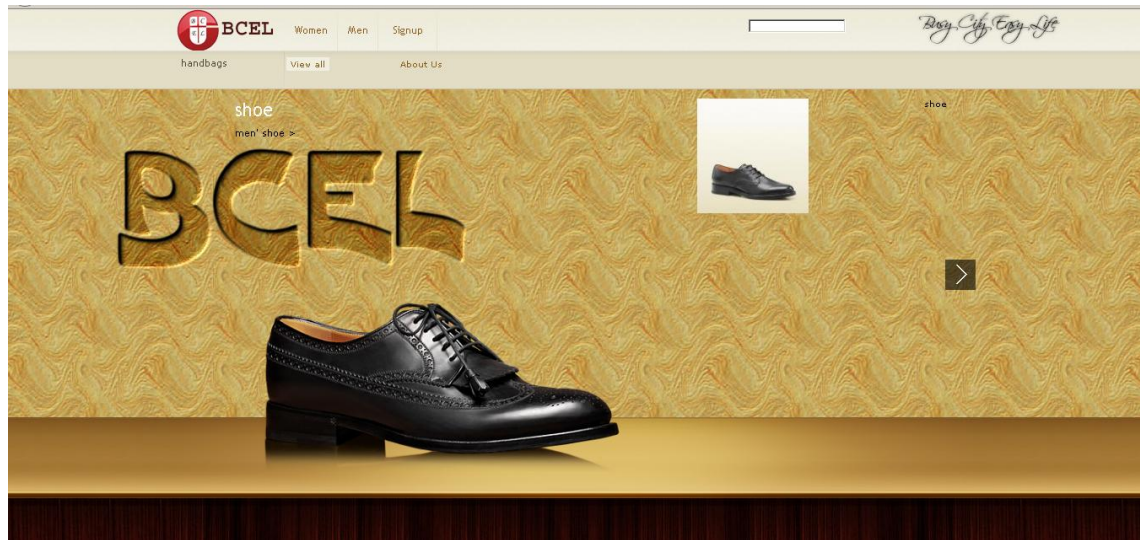 BCEL
Women Men Signup
Busy City Easy Life
handbags View all About Us
shoe
men' shoe >
shoe
BCEL